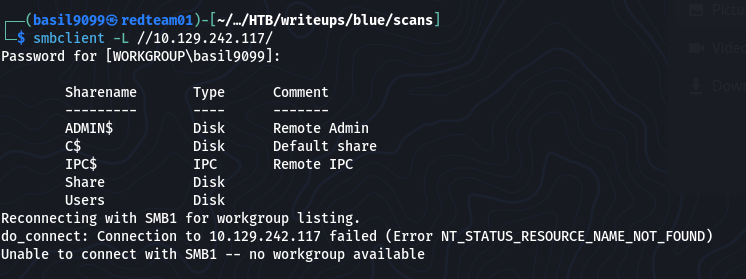 ┌──(basil9099㉿redteam01)-[~/…/HTB/writeups/blue/scans]
└─$ smbclient -L //10.129.242.117/
Password for [WORKGROUP\basil9099]:
Sharename Type Comment
--------- ---- -------
ADMIN$ Disk Remote Admin
C$ Disk Default share
IPC$ IPC Remote IPC
Share Disk
Users Disk
Reconnecting with SMB1 for workgroup listing.
do_connect: Connection to 10.129.242.117 failed (Error NT_STATUS_RESOURCE_NAME_NOT_FOUND)
Unable to connect with SMB1 -- no workgroup available
Pictu
Video
Down